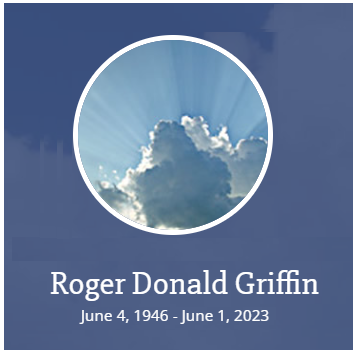 Roger Donald Griffin
June 4, 1946 - June 1, 2023